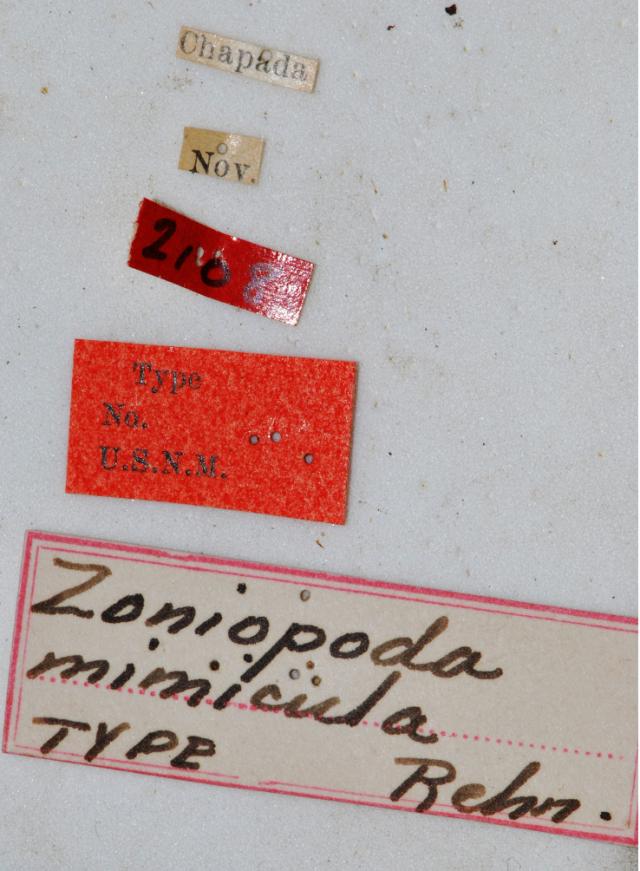 Chapada
Nov.
2108
Type
No.
U.S.N.M.
Zoniopoda
mimicula
TYPE Rehn.